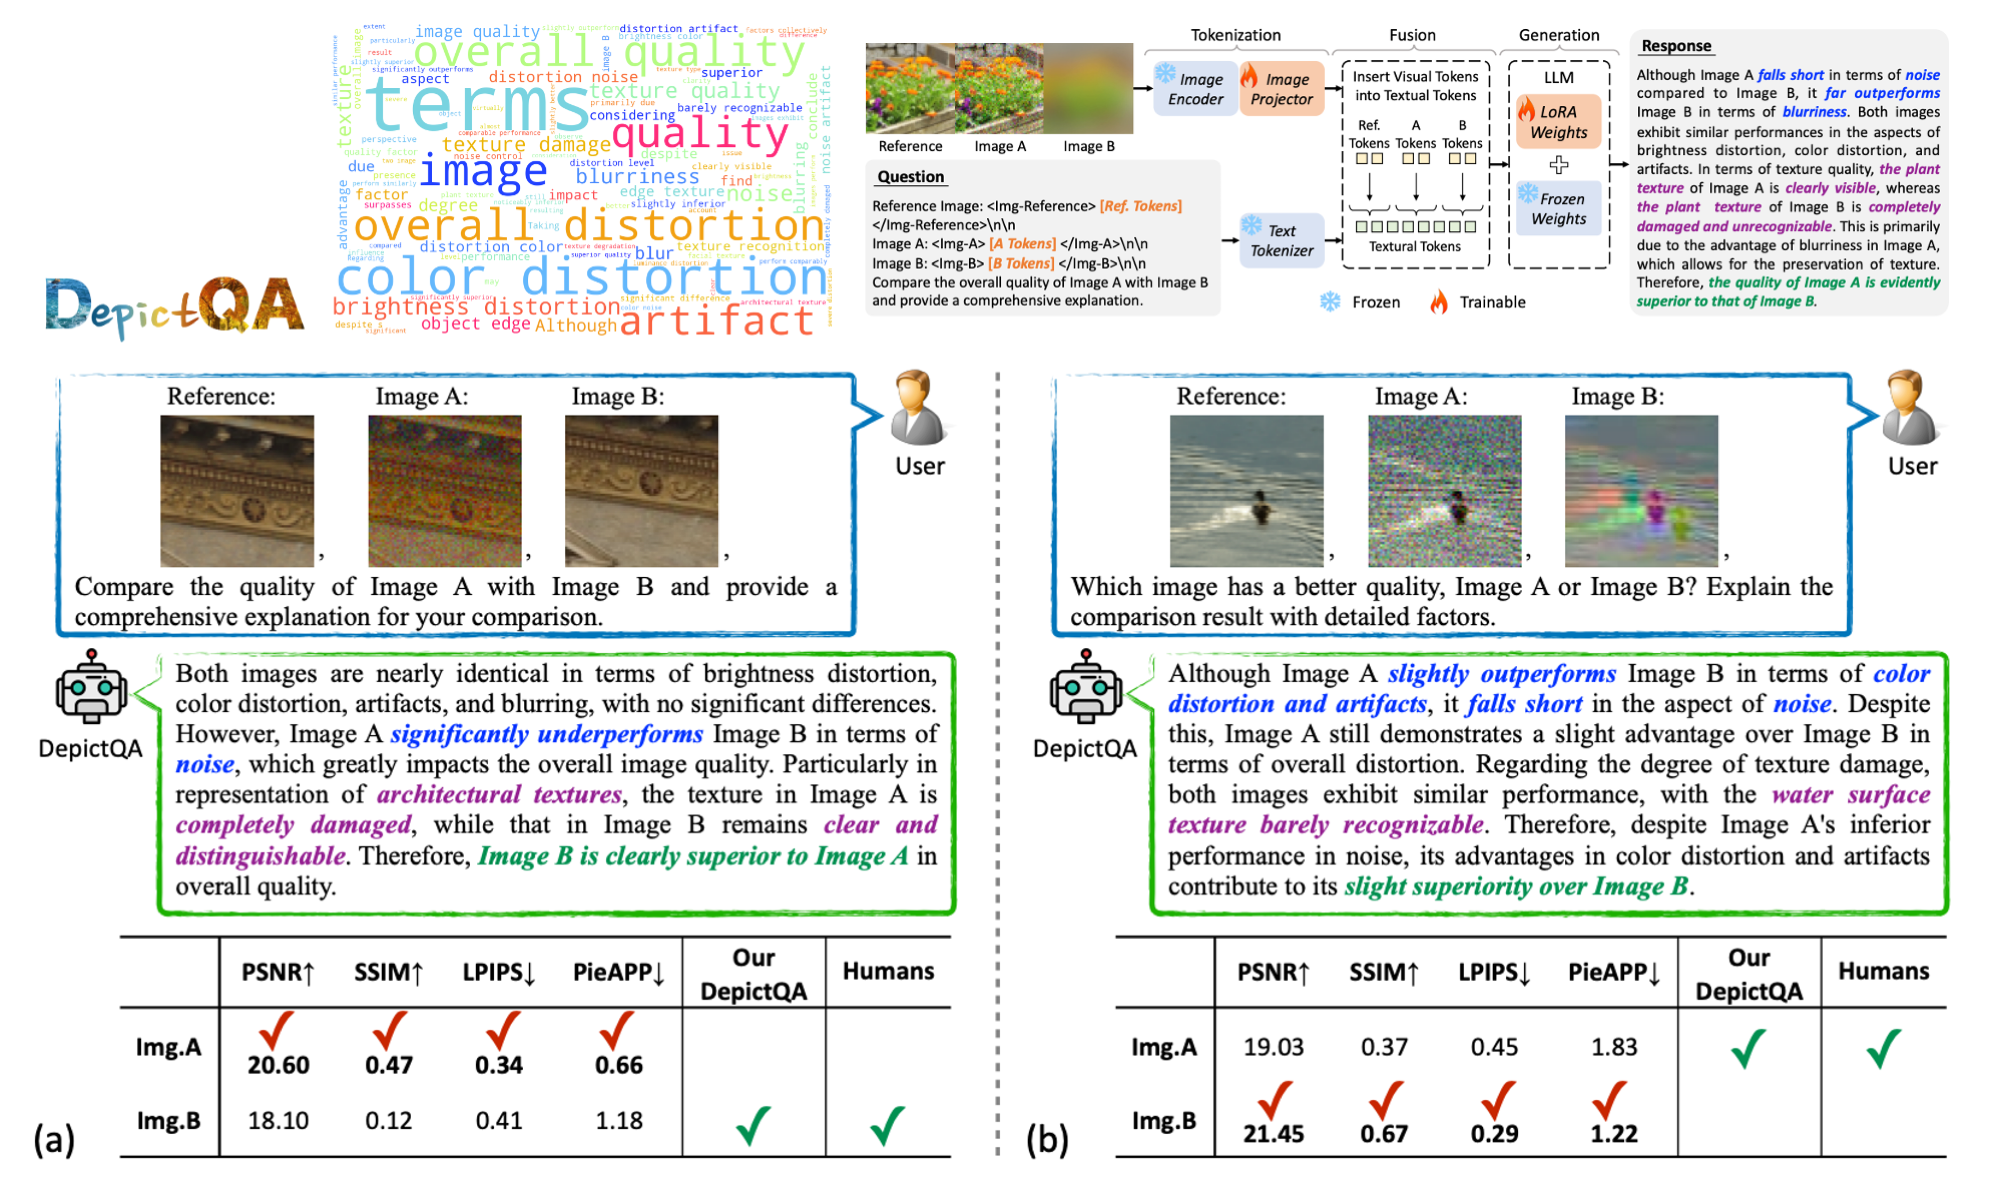 DepictQA
image quality
distortion artifact
overall quality
aspect
distortion noise
superior
terms
texture quality
barely recognizable
considering
quality
texture damage
texture
due
image
blurriness
find
edge texture
noise
factor
impact
degree
slightly inferior
surpasses
advantage
overall distortion
distortion color
blur
texture recognition
performance
color distortion
brightness distortion
artifact
object edge
Although
despite
blurring
conclude
noise artifact
Reference
Image A
Image B
Question
Reference Image: <Img-Reference> [Ref. Tokens]
</Img-Reference>\n\n
Image A: <Img-A> [A Tokens] </Img-A>\n\n
Image B: <Img-B> [B Tokens] </Img-B>\n\n
Compare the overall quality of Image A with Image B
and provide a comprehensive explanation.
Tokenization
Fusion
Generation
Image
Encoder
Image
Projector
Text
Tokenizer
Insert Visual Tokens
into Textual Tokens
Ref.
Tokens
A
Tokens
B
Tokens
Textural Tokens
LLM
LoRA
Weights
Frozen
Weights
Frozen
Trainable
Response
Although Image A falls short in terms of noise
compared to Image B, it far outperforms
Image B in terms of blurriness. Both images
exhibit similar performances in the aspects of
brightness distortion, color distortion, and
artifacts. In terms of texture quality, the plant
texture of Image A is clearly visible, whereas
the plant texture of Image B is completely
damaged and unrecognizable. This is primarily
due to the advantage of blurriness in Image A,
which allows for the preservation of texture.
Therefore, the quality of Image A is evidently
superior to that of Image B.
Reference:
Image A:
Image B:
, , ,
Compare the quality of Image A with Image B and provide a
comprehensive explanation for your comparison.
User
DepictQA
Both images are nearly identical in terms of brightness distortion,
color distortion, artifacts, and blurring, with no significant differences.
However, Image A significantly underperforms Image B in terms of
noise, which greatly impacts the overall image quality. Particularly in
representation of architectural textures, the texture in Image A is
completely damaged, while that in Image B remains clear and
distinguishable. Therefore, Image B is clearly superior to Image A in
overall quality.
PSNR↑ SSIM↑ LPIPS↓ PieAPP↓ Our DepictQA Humans
Img.A ✓ 20.60 ✓ 0.47 ✓ 0.34 ✓ 0.66
Img.B 18.10 0.12 0.41 1.18 ✓ ✓
(a)
Reference:
Image A:
Image B:
, , ,
Which image has a better quality, Image A or Image B? Explain the
comparison result with detailed factors.
User
DepictQA
Although Image A slightly outperforms Image B in terms of color
distortion and artifacts, it falls short in the aspect of noise. Despite
this, Image A still demonstrates a slight advantage over Image B in
terms of overall distortion. Regarding the degree of texture damage,
both images exhibit similar performance, with the water surface
texture barely recognizable. Therefore, despite Image A's inferior
performance in noise, its advantages in color distortion and artifacts
contribute to its slight superiority over Image B.
PSNR↑ SSIM↑ LPIPS↓ PieAPP↓ Our DepictQA Humans
Img.A 19.03 0.37 0.45 1.83 ✓ ✓
Img.B ✓ 21.45 ✓ 0.67 ✓ 0.29 ✓ 1.22
(b)